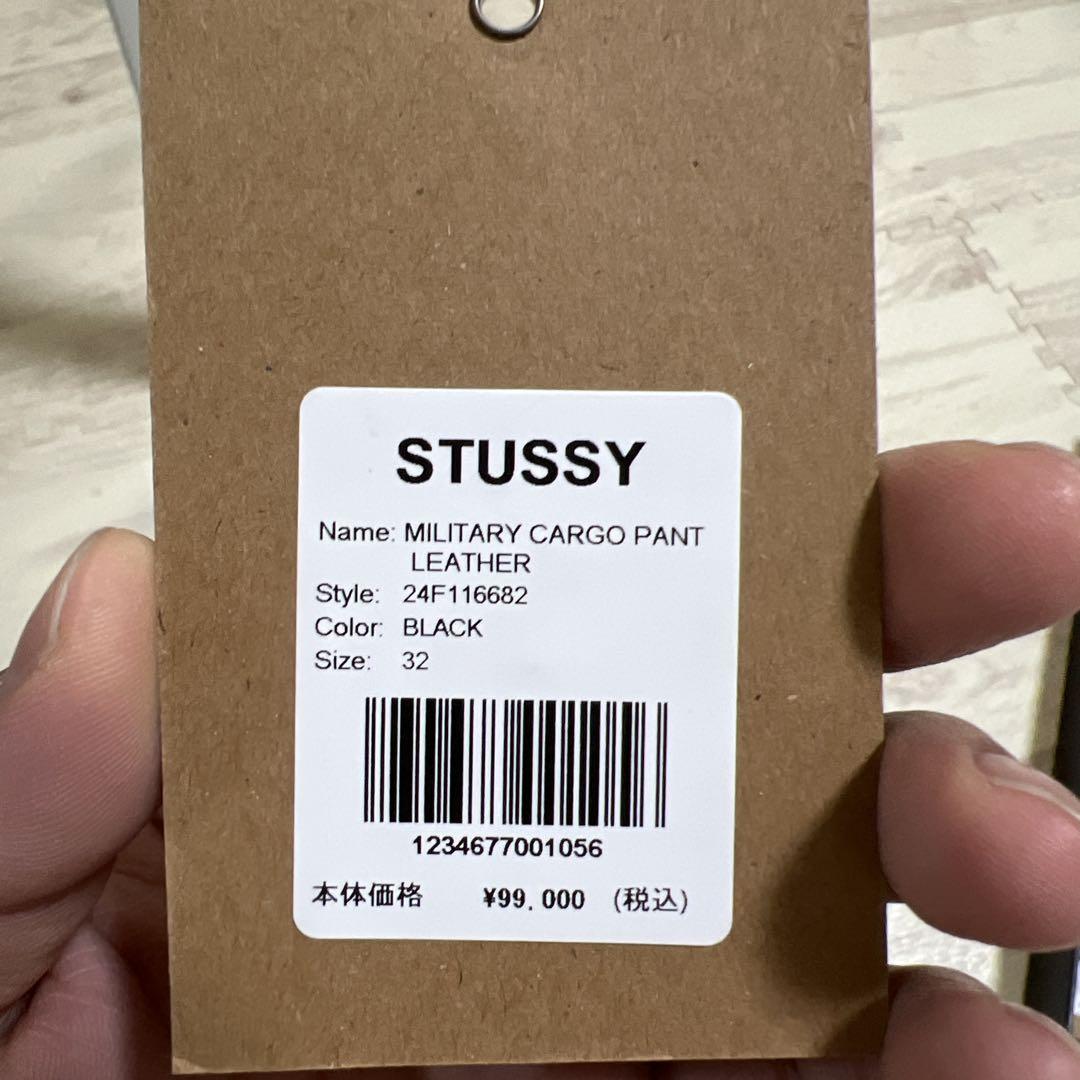 STUSSY
Name: MILITARY CARGO PANT
LEATHER
Style: 24F116682
Color: BLACK
Size: 32
1234677001056
本体価格 ¥99.000 (税込)